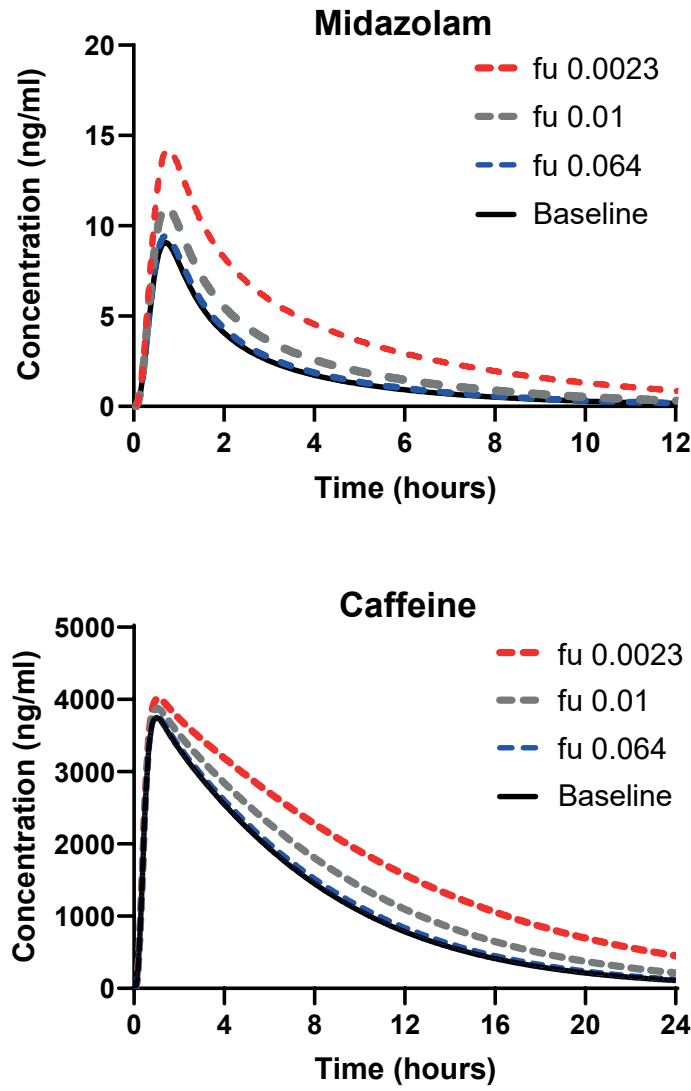 Midazolam
Concentration (ng/ml)
20
15
10
5
0
fu 0.0023
fu 0.01
fu 0.064
Baseline
0 2 4 6 8 10 12
Time (hours)
Caffeine
Concentration (ng/ml)
5000
4000
3000
2000
1000
0
fu 0.0023
fu 0.01
fu 0.064
Baseline
0 4 8 12 16 20 24
Time (hours)